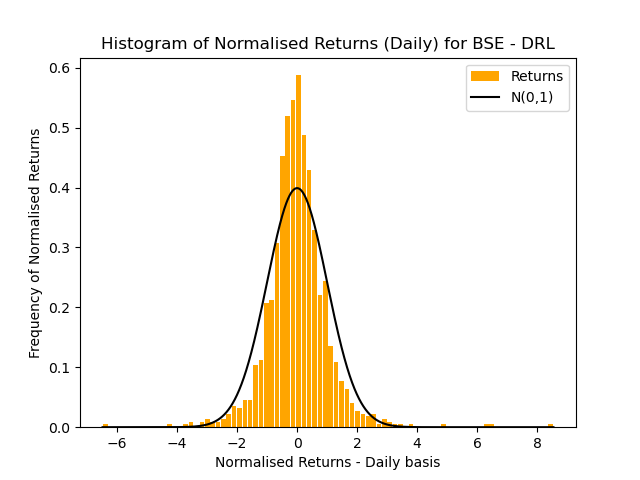 Histogram of Normalised Returns (Daily) for BSE - DRL
Returns
N(0,1)
Frequency of Normalised Returns
0.6
0.5
0.4
0.3
0.2
0.1
0.0
−6 −4 −2 0 2 4 6 8
Normalised Returns - Daily basis